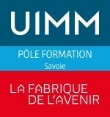 UIMM
PÔLE FORMATION
Savoie
LA FABRIQUE
DE L'AVENIR